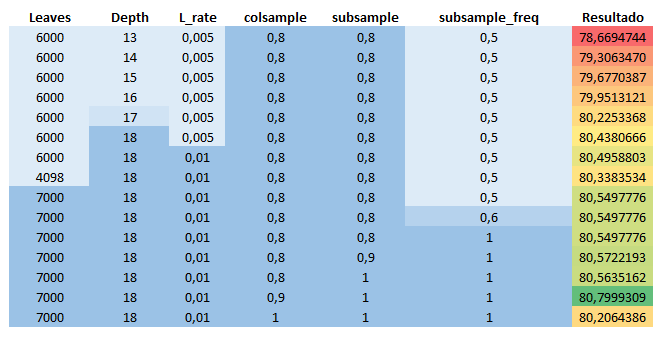 Leaves Depth L_rate colsample subsample subsample_freq Resultado
6000 13 0,005 0,8 0,8 0,5 78,6694744
6000 14 0,005 0,8 0,8 0,5 79,3063470
6000 15 0,005 0,8 0,8 0,5 79,6770387
6000 16 0,005 0,8 0,8 0,5 79,9513121
6000 17 0,005 0,8 0,8 0,5 80,2253368
6000 18 0,005 0,8 0,8 0,5 80,4380666
6000 18 0,01 0,8 0,8 0,5 80,4958803
4098 18 0,01 0,8 0,8 0,5 80,3383534
7000 18 0,01 0,8 0,8 0,5 80,5497776
7000 18 0,01 0,8 0,8 0,6 80,5497776
7000 18 0,01 0,8 0,8 1 80,5497776
7000 18 0,01 0,8 0,9 1 80,5722193
7000 18 0,01 0,8 1 1 80,5635162
7000 18 0,01 0,9 1 1 80,7999309
7000 18 0,01 1 1 1 80,2064386